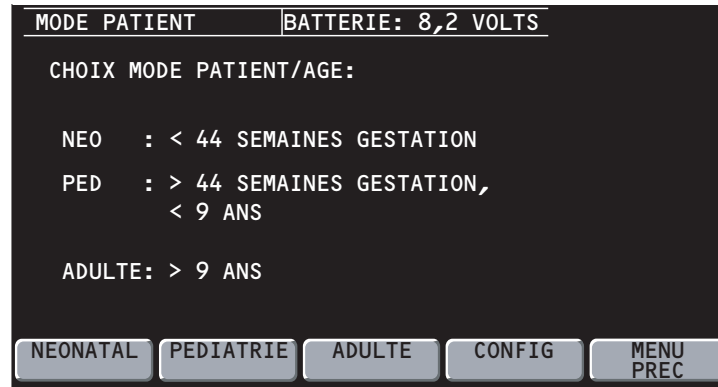 MODE PATIENT BATTERIE: 8,2 VOLTS
CHOIX MODE PATIENT/AGE:
NEO : < 44 SEMAINES GESTATION
PED : > 44 SEMAINES GESTATION,
< 9 ANS
ADULTE: > 9 ANS
NEONATAL PEDIATRIE ADULTE CONFIG MENU
PREC